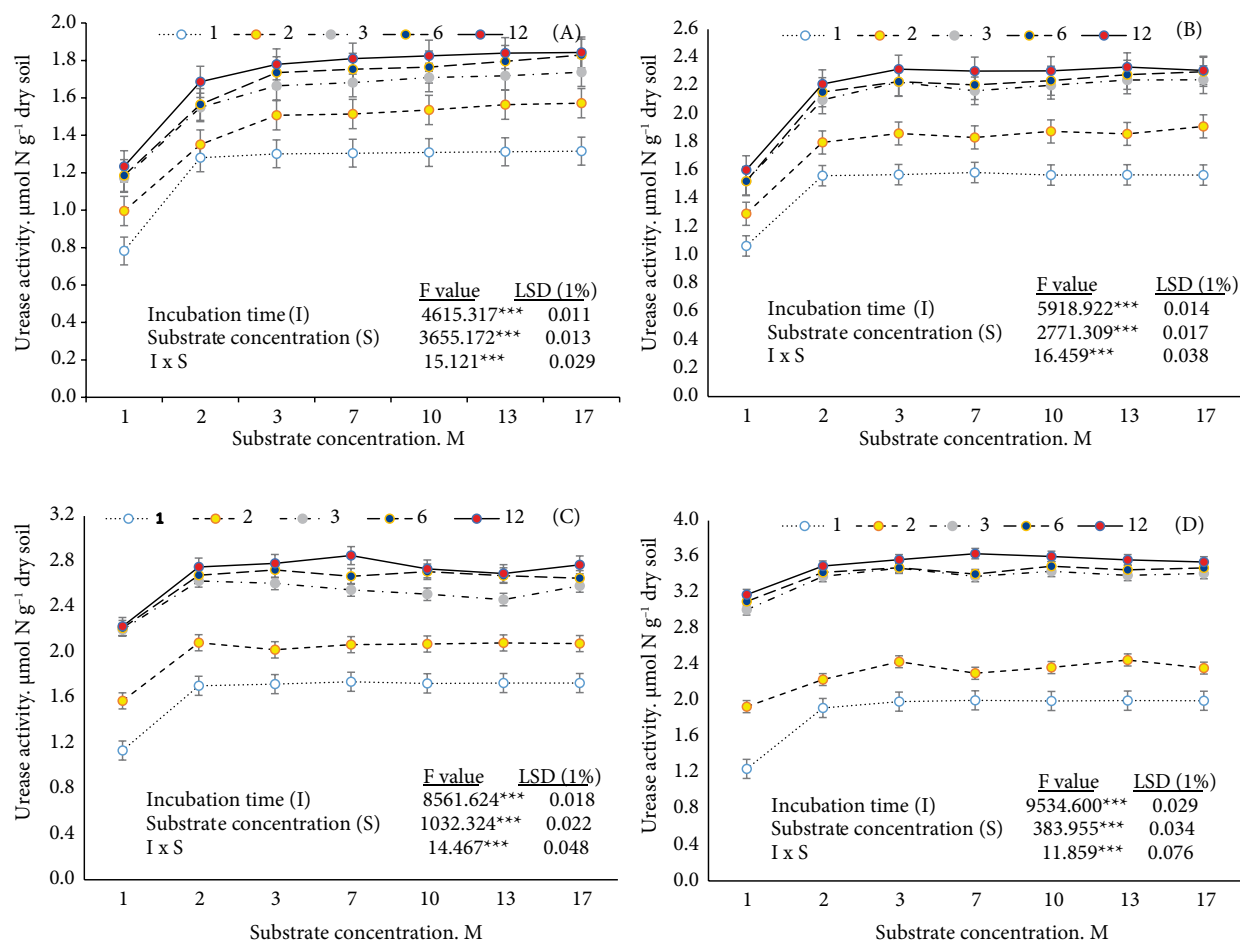 1 2 3 6 12 (A)
Urease activity. µmol N g⁻¹ dry soil
2.0
1.8
1.6
1.4
1.2
1.0
0.8
0.6
0.4
0.2
0.0
F value LSD (1%)
Incubation time (I) 4615.317*** 0.011
Substrate concentration (S) 3655.172*** 0.013
I x S 15.121*** 0.029
1 2 3 7 10 13 17
Substrate concentration. M
1 2 3 6 12 (B)
Urease activity. µmol N g⁻¹ dry soil
2.6
2.4
2.2
2.0
1.8
1.6
1.4
1.2
1.0
0.8
0.6
0.4
0.2
0.0
F value LSD (1%)
Incubation time (I) 5918.922*** 0.014
Substrate concentration (S) 2771.309*** 0.017
I x S 16.459*** 0.038
1 2 3 7 10 13 17
Substrate concentration. M
1 2 3 6 12 (C)
Urease activity. µmol N g⁻¹ dry soil
3.2
2.8
2.4
2.0
1.6
1.2
0.8
0.4
0.0
F value LSD (1%)
Incubation time (I) 8561.624*** 0.018
Substrate concentration (S) 1032.324*** 0.022
I x S 14.467*** 0.048
1 2 3 7 10 13 17
Substrate concentration. M
1 2 3 6 12 (D)
Urease activity. µmol N g⁻¹ dry soil
4.0
3.6
3.2
2.8
2.4
2.0
1.6
1.2
0.8
0.4
0.0
F value LSD (1%)
Incubation time (I) 9534.600*** 0.029
Substrate concentration (S) 383.955*** 0.034
I x S 11.859*** 0.076
1 2 3 7 10 13 17
Substrate concentration. M